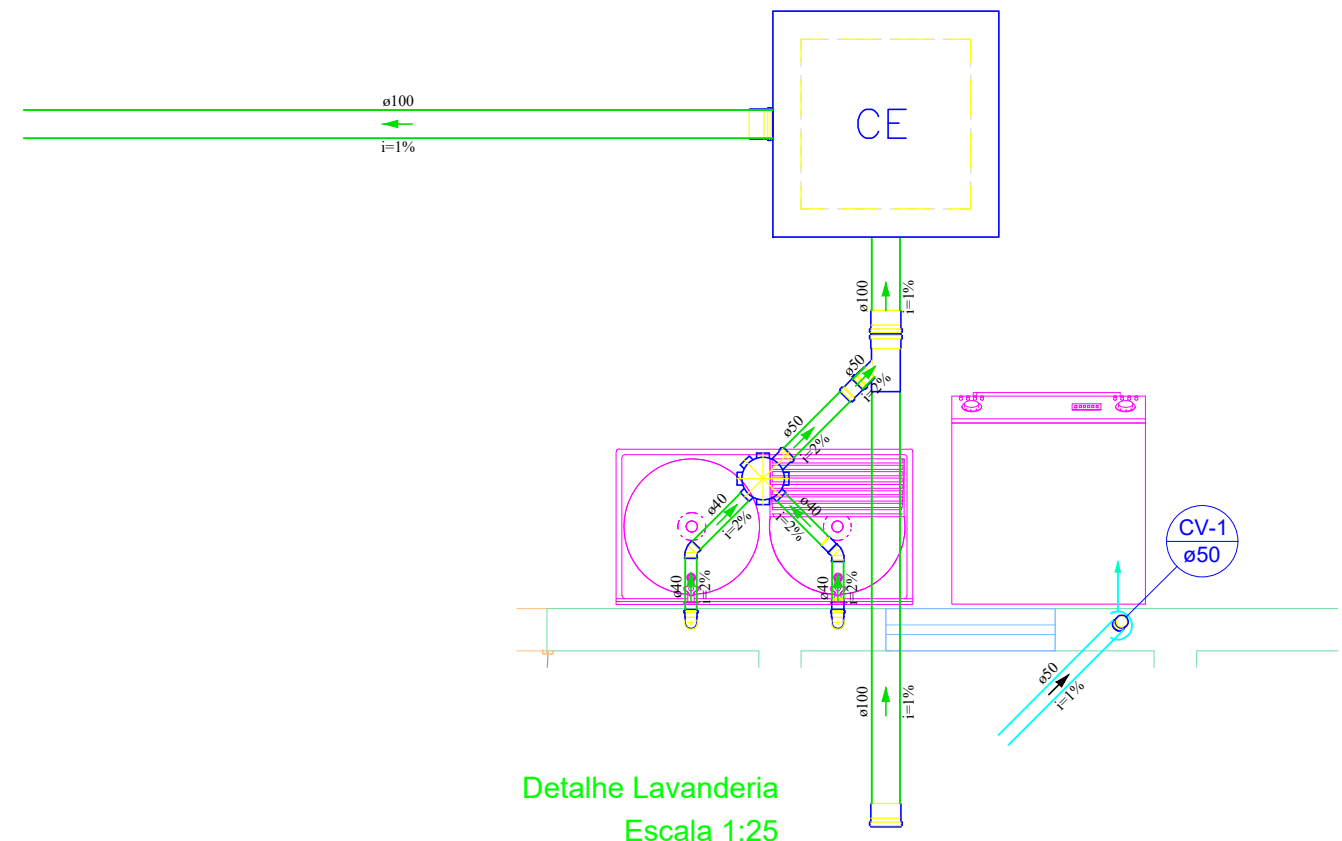 ø100
i=1%
CE
ø100
i=1%
ø50
i=2%
ø50
i=2%
ø40
i=2%
ø40
i=2%
ø40
i=2%
ø40
i=2%
CV-1
ø50
ø50
i=1%
ø100
i=1%
Detalhe Lavanderia
Escala 1:25